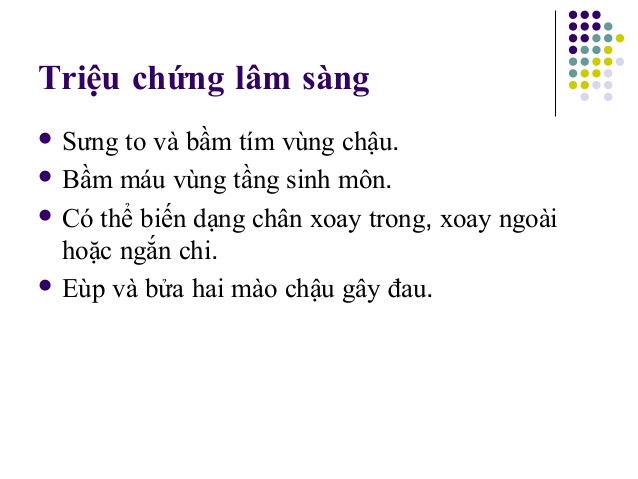 Triệu chứng lâm sàng
Sưng to và bầm tím vùng chậu.
Bầm máu vùng tầng sinh môn.
Có thể biến dạng chân xoay trong, xoay ngoài
hoặc ngắn chi.
Eùp và bửa hai mào chậu gây đau.